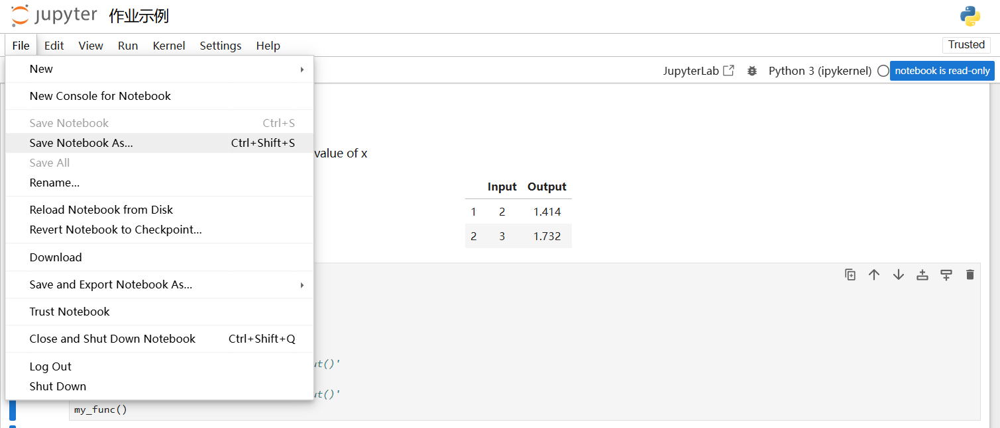 jupyter 作业示例
File Edit View Run Kernel Settings Help Trusted
JupyterLab Python 3 (ipykernel) notebook is read-only
New
New Console for Notebook
Save Notebook Ctrl+S
Save Notebook As... Ctrl+Shift+S
Save All
Rename...
Reload Notebook from Disk
Revert Notebook to Checkpoint...
Download
Save and Export Notebook As...
Trust Notebook
Close and Shut Down Notebook Ctrl+Shift+Q
Log Out
Shut Down
value of x
Input Output
1 2 1.414
2 3 1.732
ut()'
ut()'
my_func()